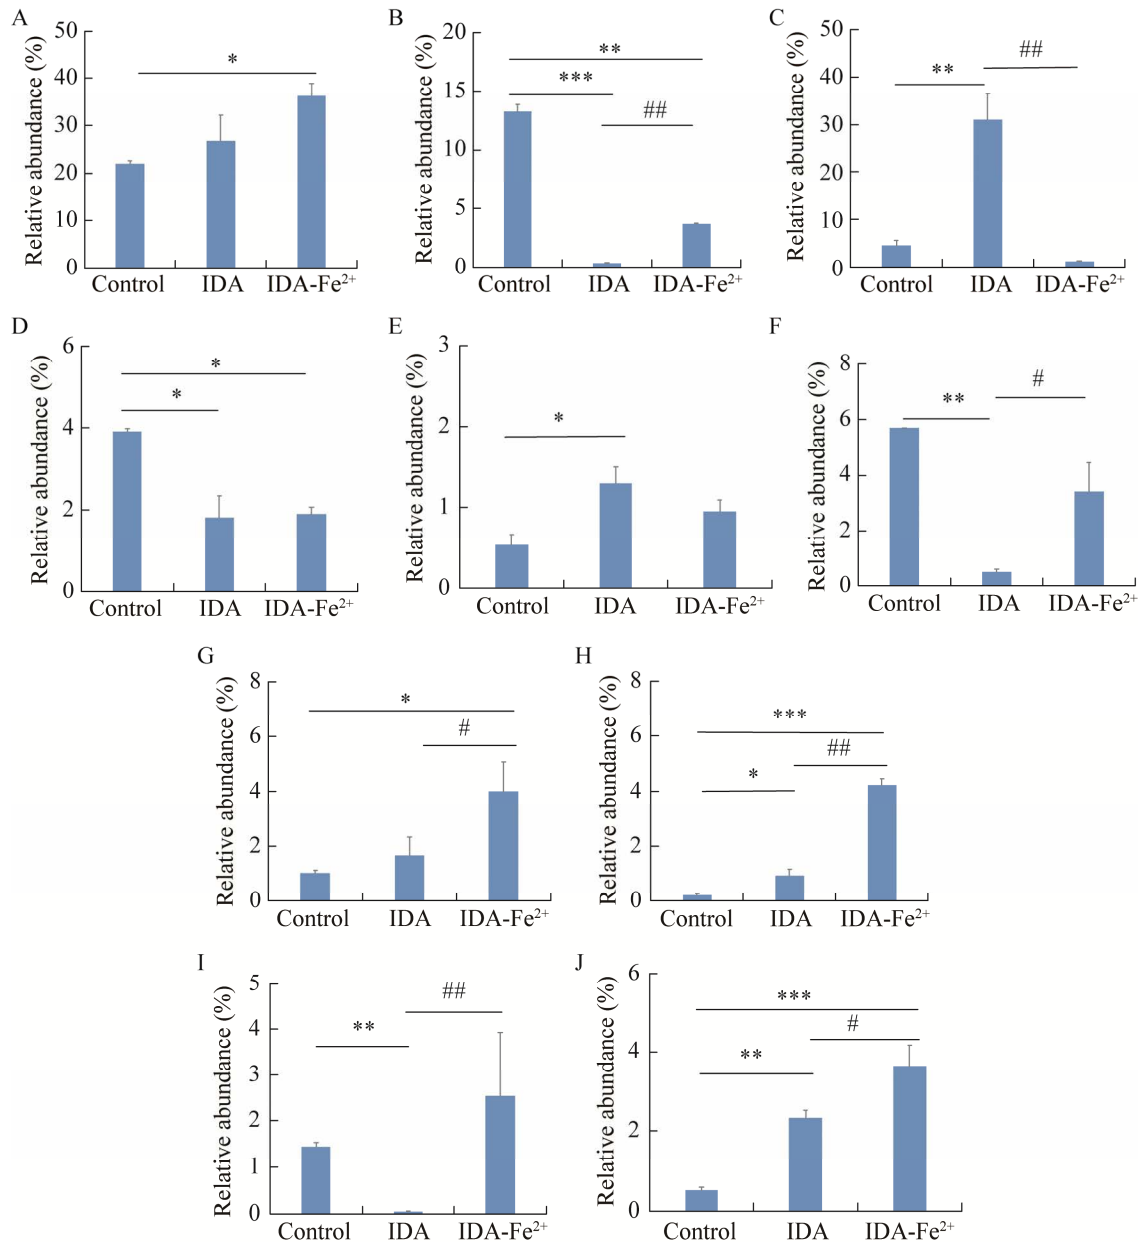 A
Relative abundance (%)
50
40
30
20
10
0
*
Control IDA IDA-Fe²⁺
B
Relative abundance (%)
20
15
10
5
0
**
***
##
Control IDA IDA-Fe²⁺
C
Relative abundance (%)
50
40
30
20
10
0
**
##
Control IDA IDA-Fe²⁺
D
Relative abundance (%)
6
4
2
0
*
*
Control IDA IDA-Fe²⁺
E
Relative abundance (%)
3
2
1
0
*
Control IDA IDA-Fe²⁺
F
Relative abundance (%)
8
6
4
2
0
**
#
Control IDA IDA-Fe²⁺
G
Relative abundance (%)
8
6
4
2
0
*
#
Control IDA IDA-Fe²⁺
H
Relative abundance (%)
8
6
4
2
0
***
##
*
Control IDA IDA-Fe²⁺
I
Relative abundance (%)
5
4
3
2
1
0
##
**
Control IDA IDA-Fe²⁺
J
Relative abundance (%)
6
4
2
0
***
#
**
Control IDA IDA-Fe²⁺